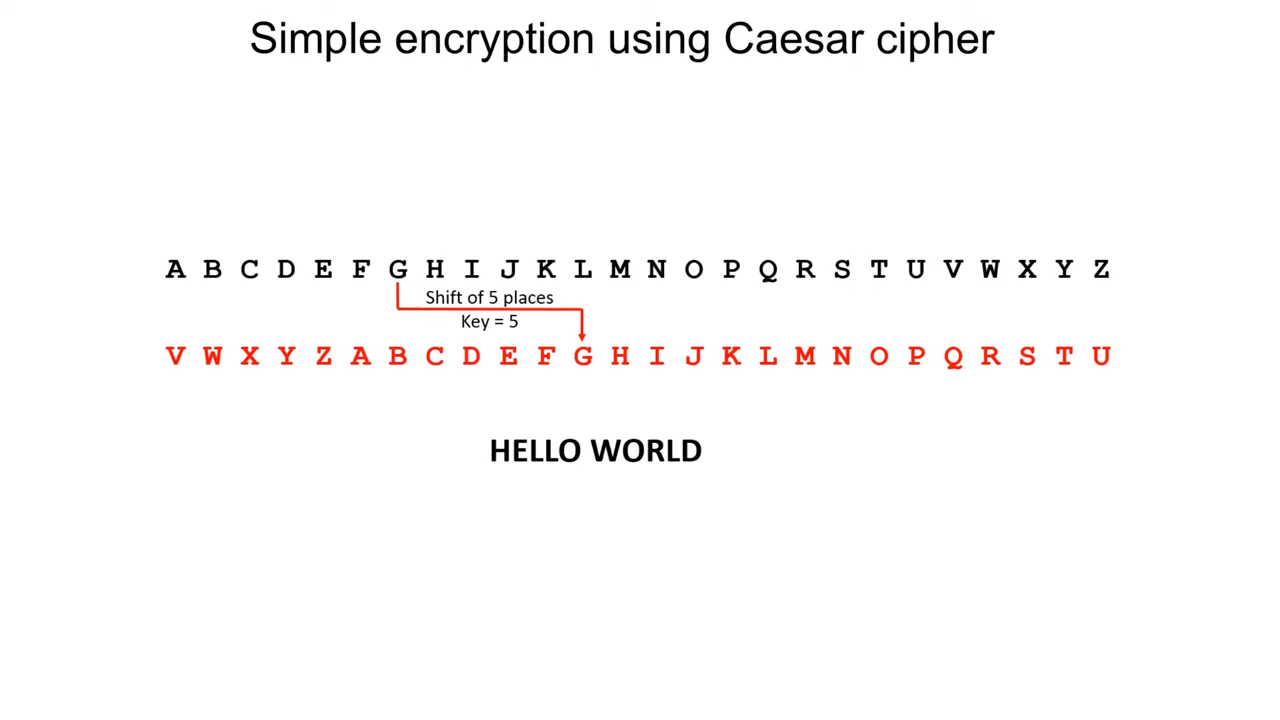 Simple encryption using Caesar cipher
A B C D E F G H I J K L M N O P Q R S T U V W X Y Z
Shift of 5 places
Key = 5
V W X Y Z A B C D E F G H I J K L M N O P Q R S T U
HELLO WORLD